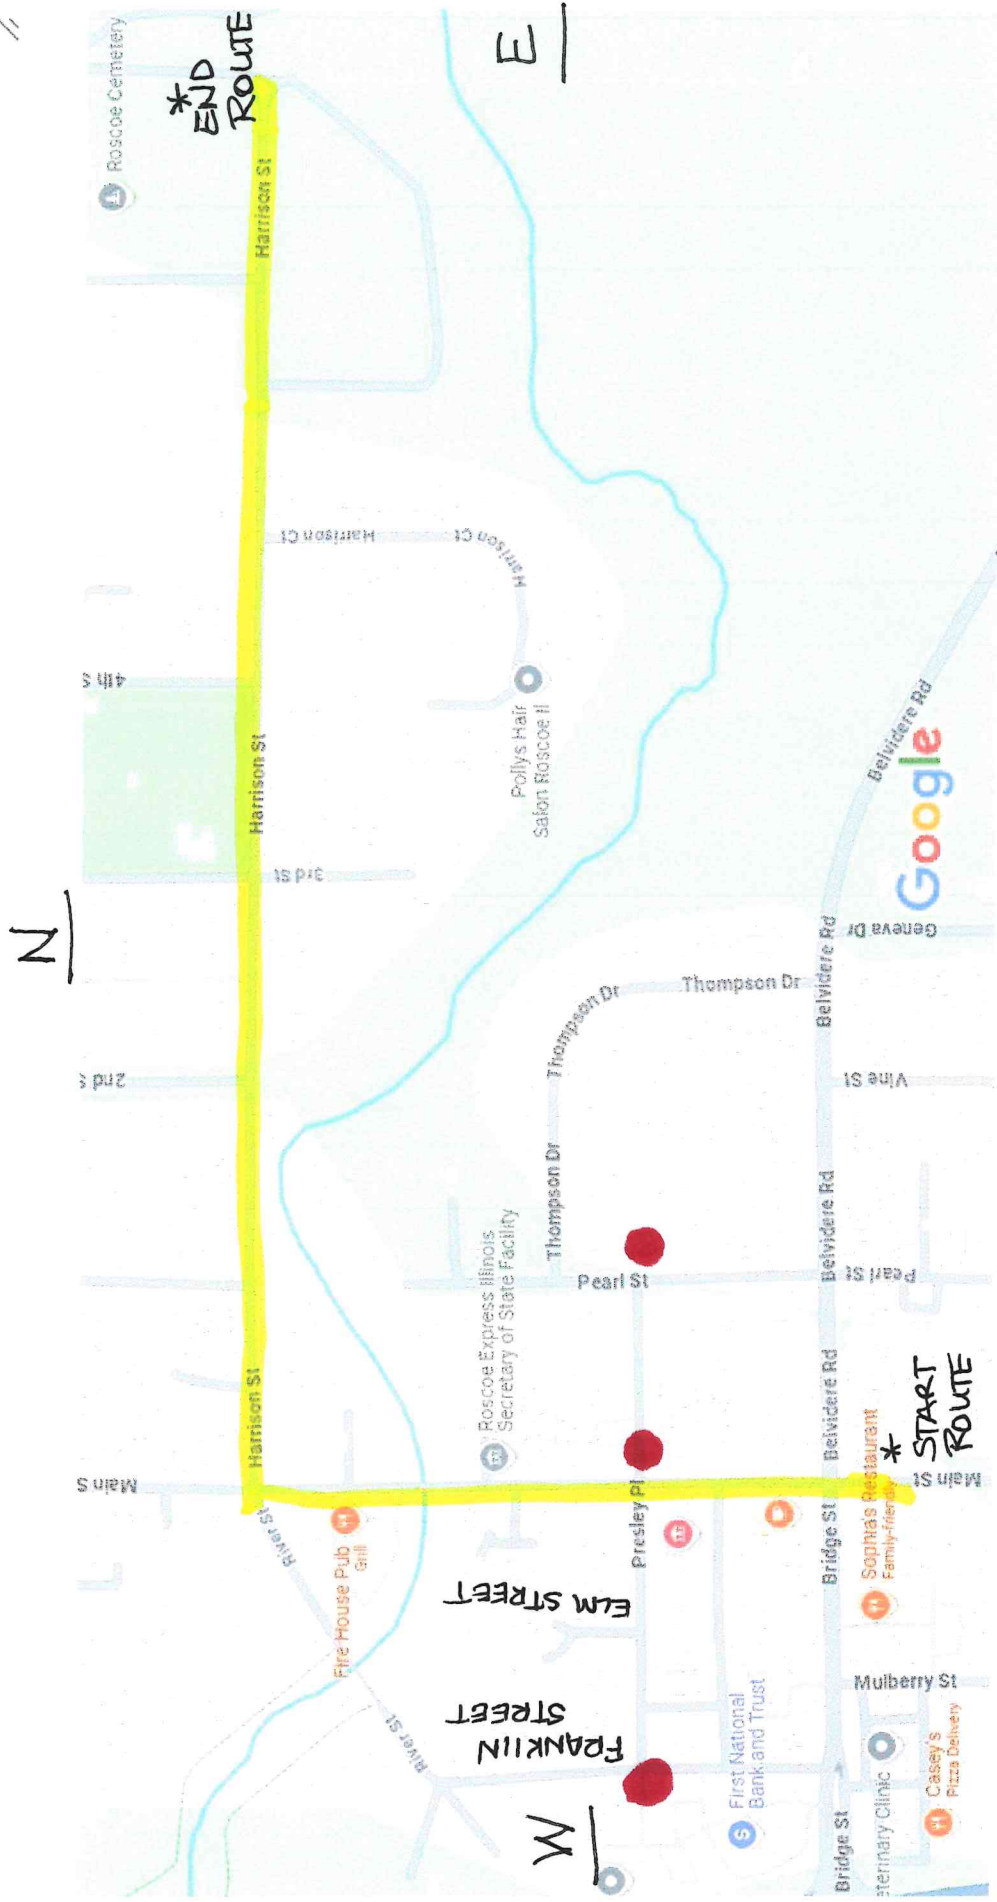 N
E
W
*
END
ROUTE
Roscoe Cemetery
Harrison St
Harrison St
Harrison St
4th S
3rd St
2nd S
Harrison Ct
Harrison Ct
Pollys Hair
Salon Roscoe II
Main S
River St
River St
Fire House Pub
Grill
Roscoe Express Illinois
Secretary of State Facility
Thompson Dr
Thompson Dr
Thompson Dr
Pearl St
Presley Pl
ELM STREET
FRANKLIN
STREET
Belvidere Rd
Belvidere Rd
Belvidere Rd
Belvidere Rd
Bridge St
Bridge St
Geneva Dr
Vine St
Pearl St
Main St
Mulberry St
First National
Bank and Trust
Sophia's Restaurant
Family-friendly
*
START
ROUTE
Casey's
Pizza Delivery
eterinary Clinic
Google